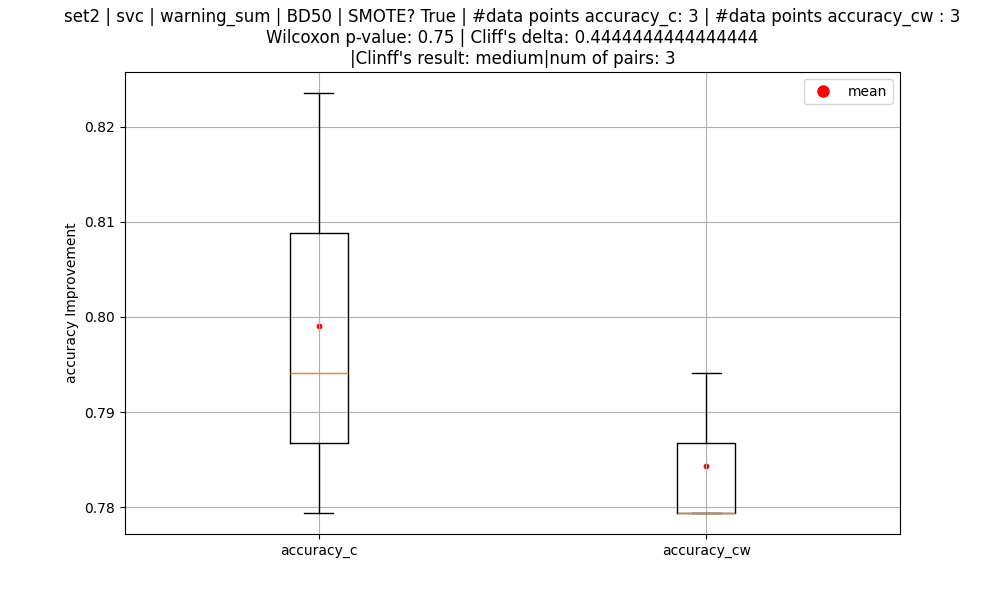 set2 | svc | warning_sum | BD50 | SMOTE? True | #data points accuracy_c: 3 | #data points accuracy_cw : 3
Wilcoxon p-value: 0.75 | Cliff's delta: 0.4444444444444444
|Clinff's result: medium|num of pairs: 3
mean
0.82
0.81
0.80
0.79
0.78
accuracy Improvement
accuracy_c
accuracy_cw